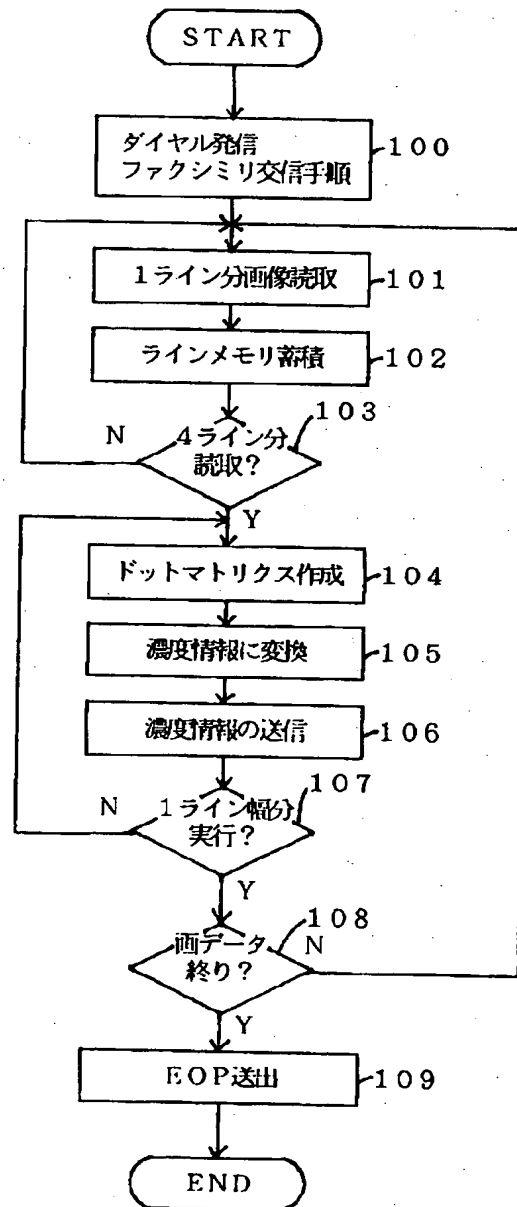 START
ダイヤル発信
ファクシミリ交信手順
100
1ライン分画像読取
101
ラインメモリ蓄積
102
103
N
4ライン分
読取?
Y
ドットマトリクス作成
104
濃度情報に変換
105
濃度情報の送信
106
107
N
1ライン幅分
実行?
Y
108
画データ
終り?
N
Y
EOP送出
109
END